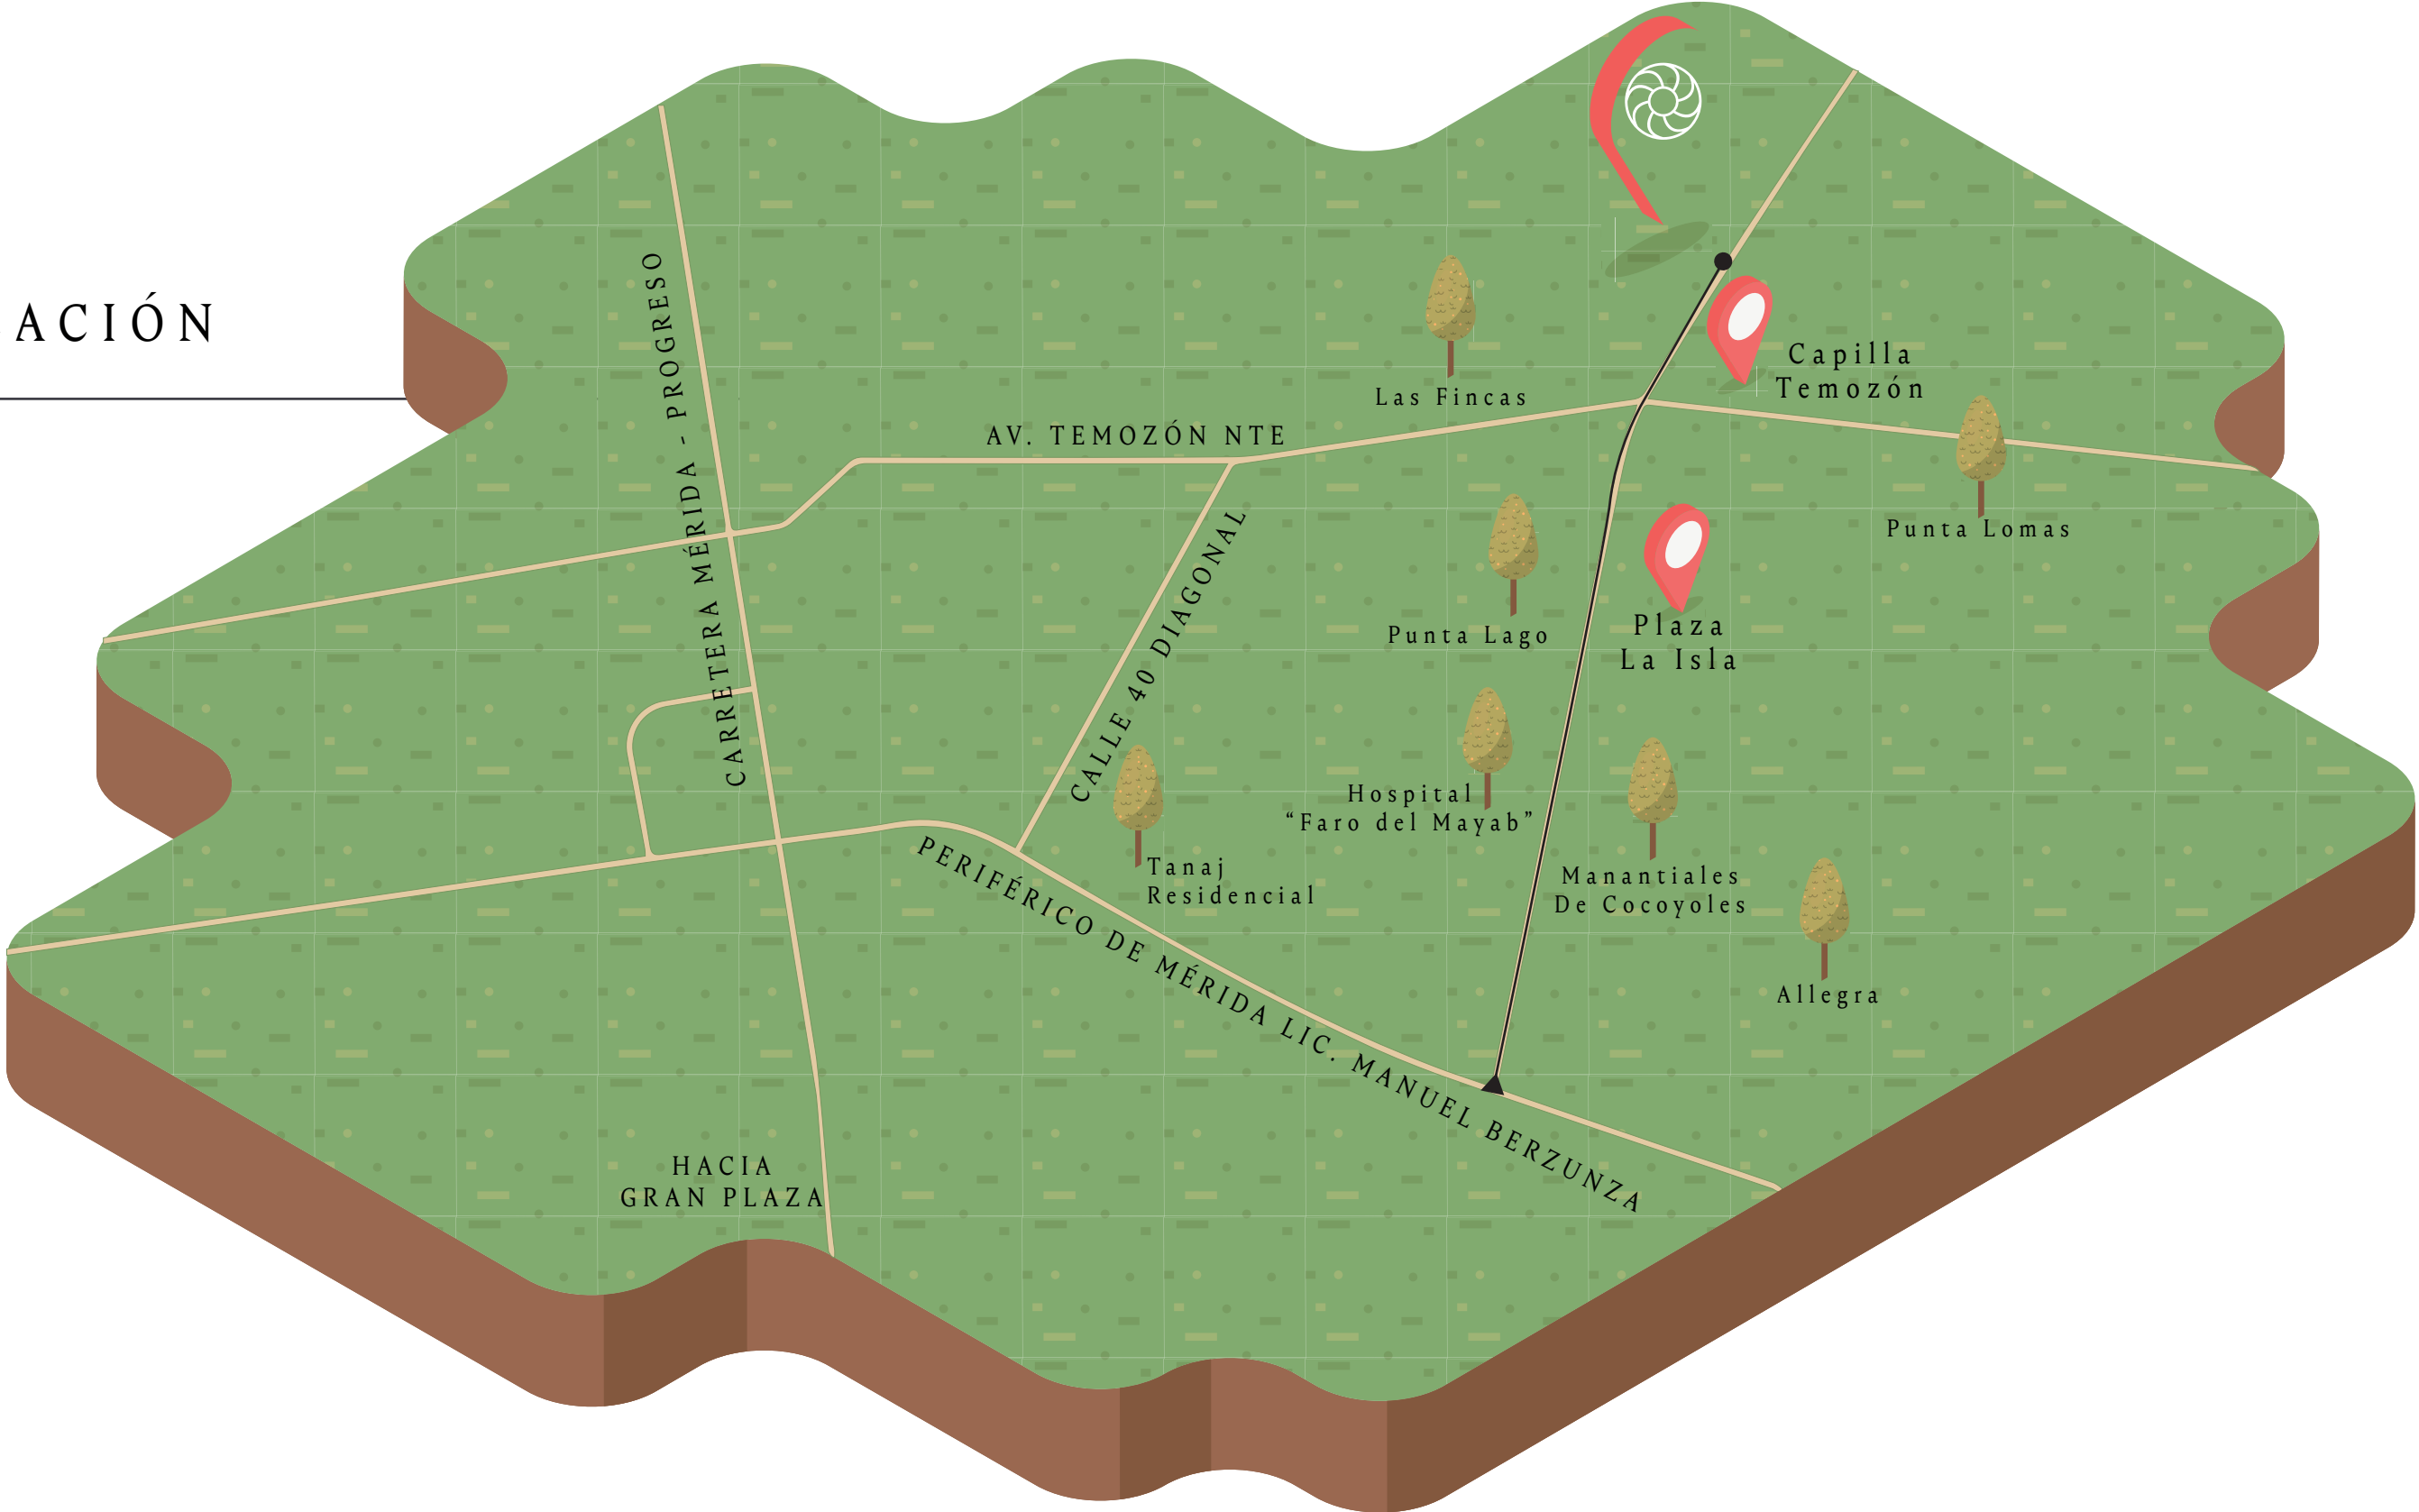 ACIÓN
CARRETERA MÉRIDA - PROGRESO
AV. TEMOZÓN NTE
Las Fincas
Capilla
Temozón
Punta Lomas
CALLE 40 DIAGONAL
Punta Lago
Plaza
La Isla
Hospital
“Faro del Mayab”
Tanaj
Residencial
Manantiales
De Cocoyoles
Allegra
PERIFÉRICO DE MÉRIDA LIC. MANUEL BERZUNZA
HACIA
GRAN PLAZA